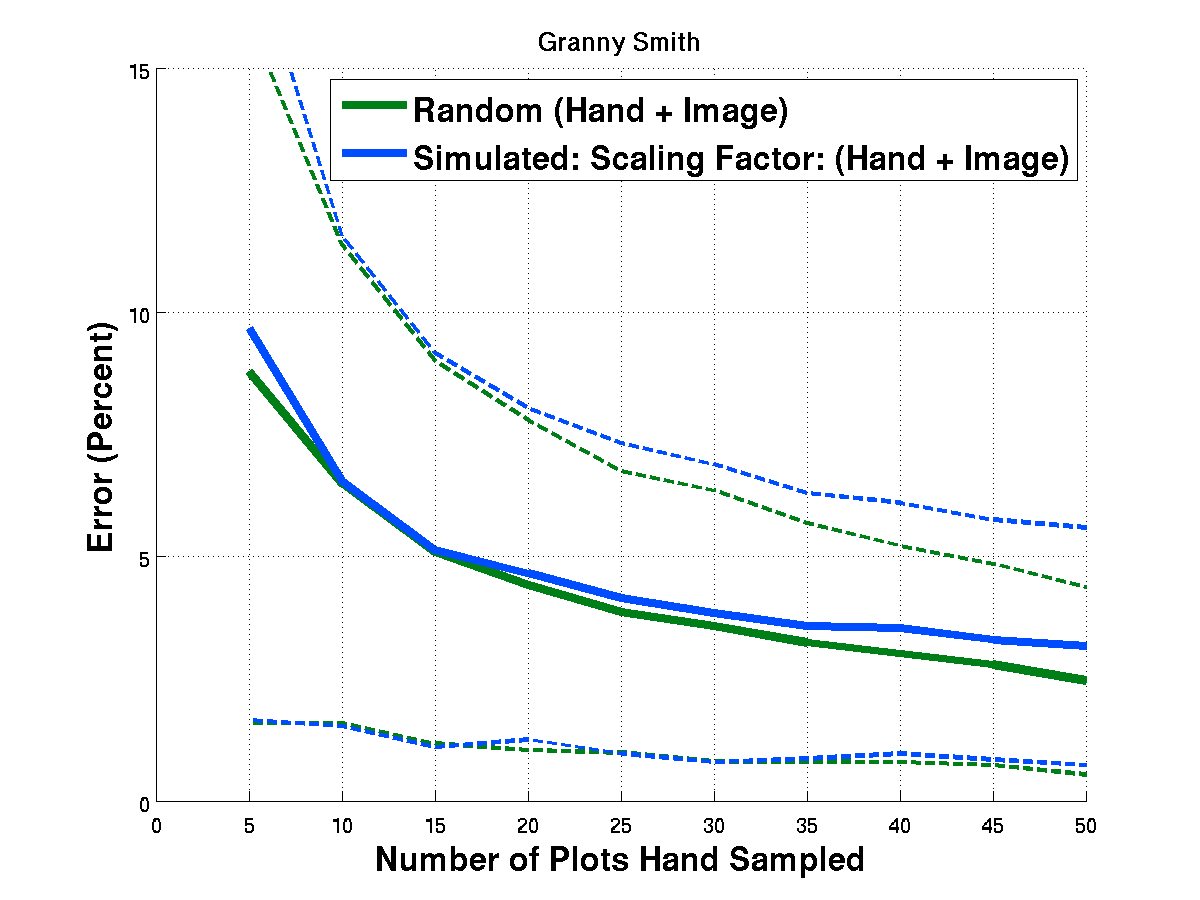 Granny Smith
Random (Hand + Image)
Simulated: Scaling Factor: (Hand + Image)
15
10
5
0
Error (Percent)
0 5 10 15 20 25 30 35 40 45 50
Number of Plots Hand Sampled